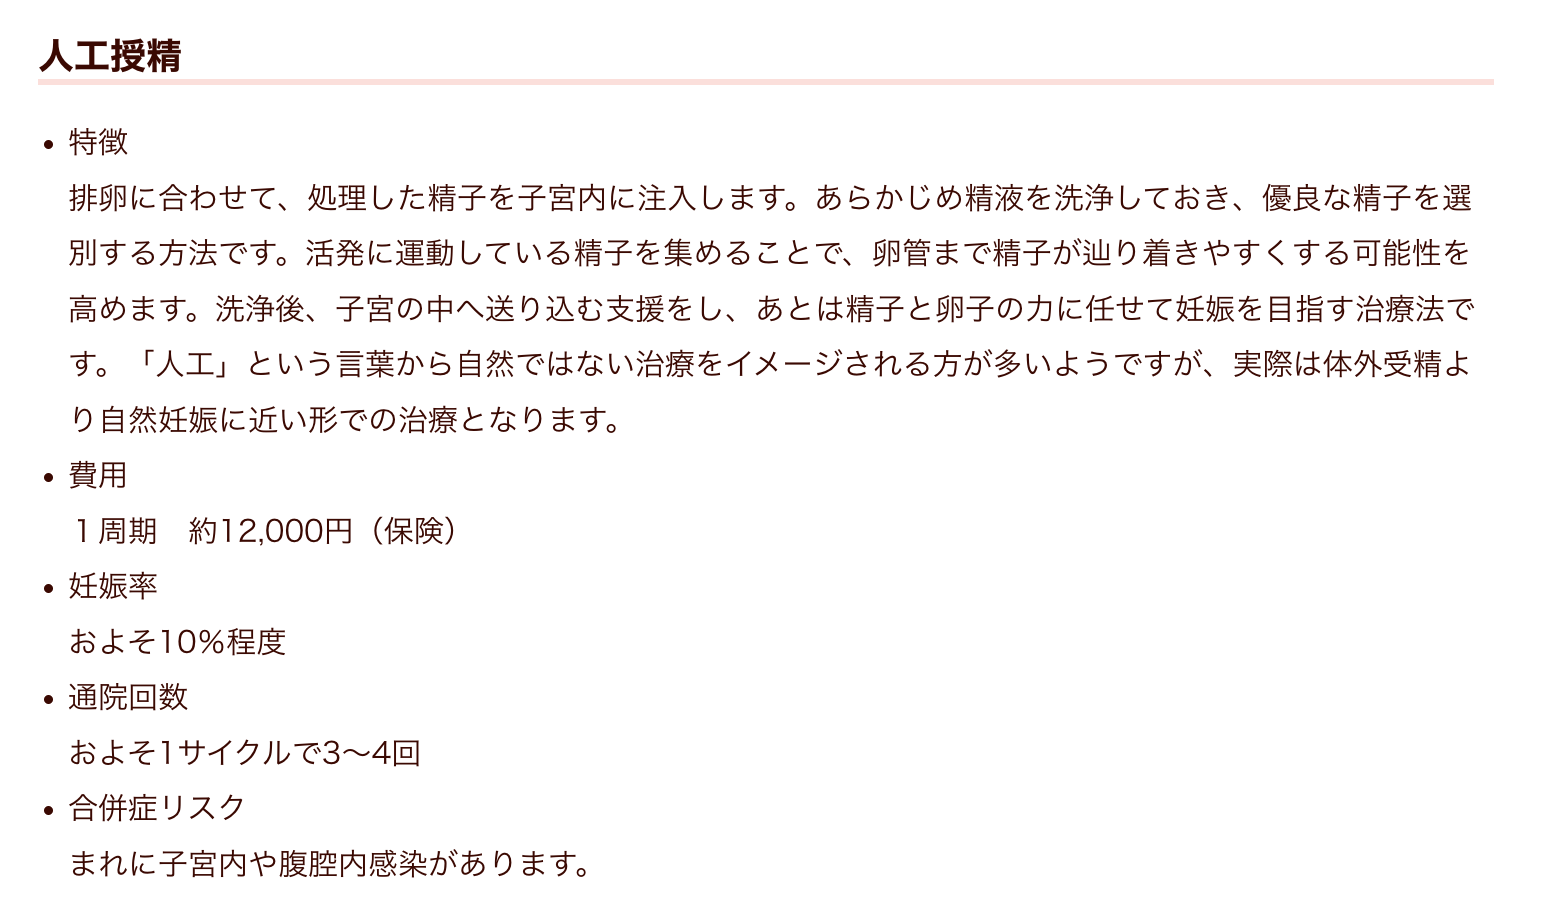 人工授精
• 特徴
排卵に合わせて、処理した精子を子宮内に注入します。あらかじめ精液を洗浄しておき、優良な精子を選
別する方法です。活発に運動している精子を集めることで、卵管まで精子が辿り着きやすくする可能性を
高めます。洗浄後、子宮の中へ送り込む支援をし、あとは精子と卵子の力に任せて妊娠を目指す治療法で
す。「人工」という言葉から自然ではない治療をイメージされる方が多いようですが、実際は体外受精よ
り自然妊娠に近い形での治療となります。
• 費用
１周期　約12,000円（保険）
• 妊娠率
およそ10％程度
• 通院回数
およそ1サイクルで3〜4回
• 合併症リスク
まれに子宮内や腹腔内感染があります。